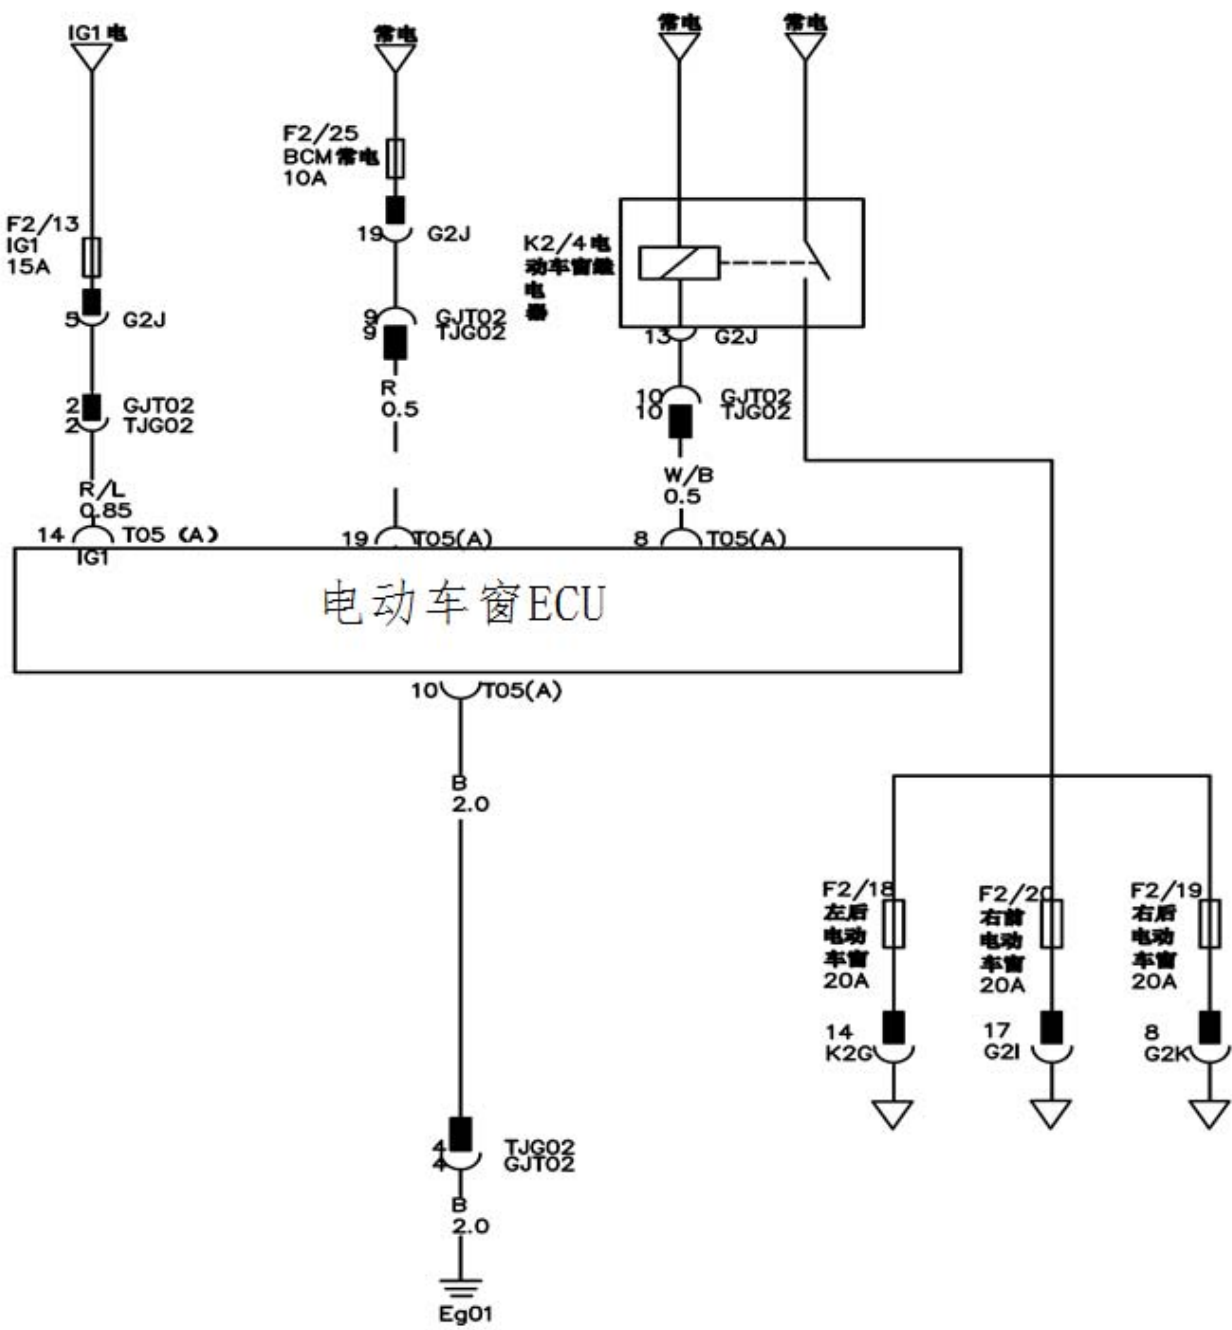 IG1电
常电
常电
常电
F2/25
BCM常电
10A
F2/13
IG1
15A
19
G2J
K2/4电
动车窗继
电
器
5
G2J
9
GJT02
9
TJG02
13
G2J
R
0.5
2
GJT02
2
TJG02
10
GJT02
10
TJG02
R/L
0.85
W/B
0.5
14
T05 (A)
19
T05(A)
8
T05(A)
IG1
电动车窗ECU
10
T05(A)
B
2.0
F2/18
左后
电动
车窗
20A
F2/20
右前
电动
车窗
20A
F2/19
右后
电动
车窗
20A
14
K2G
17
G2I
8
G2K
4
TJG02
4
GJT02
B
2.0
Eg01